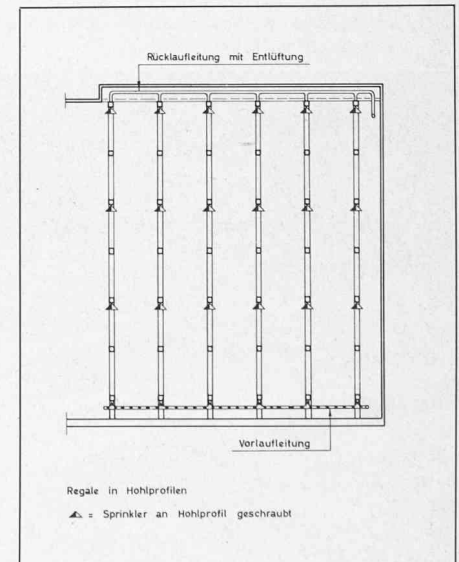 Rücklaufleitung mit Entlüftung
Vorlaufleitung
Regale in Hohlprofilen
= Sprinkler an Hohlprofil geschraubt